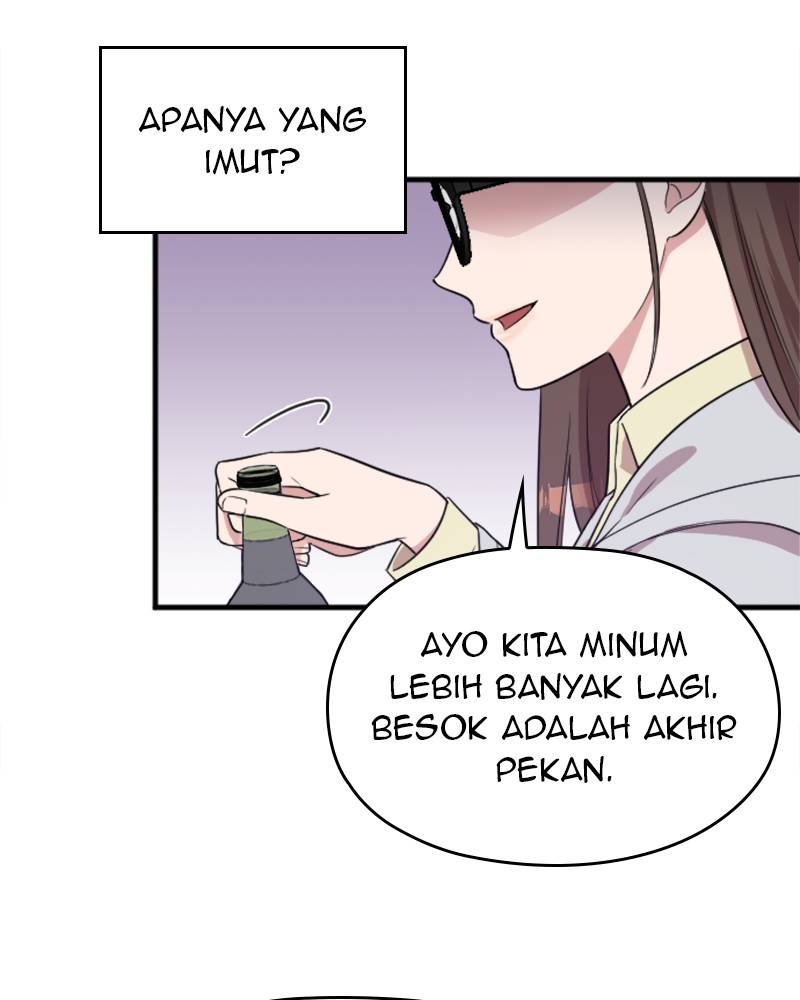 APANYA YANG
IMUT?
AYO KITA MINUM
LEBIH BANYAK LAGI.
BESOK ADALAH AKHIR
PEKAN.